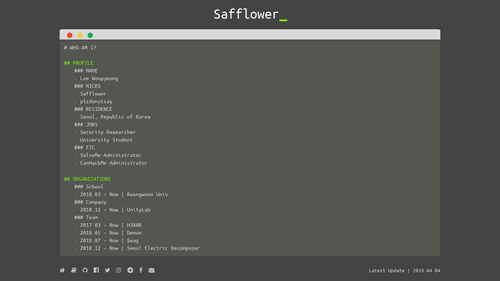 Safflower_
# WHO AM I?
## PROFILE
### NAME
- Lee Wonpyeong
### NICKS
- Safflower
- plzdonotsay
### RESIDENCE
- Seoul, Republic of Korea
### JOBS
- Security Researcher
- University Student
### ETC
- SolveMe Administrator
- CanHackMe Administrator
## ORGANIZATIONS
### School
- 2018.03 ~ Now | Kwangwoon Univ
### Company
- 2018.11 ~ Now | UnityLab
### Team
- 2017.03 ~ Now |
- 2018.05 ~ Now | Demon
- 2018.07 ~ Now | $wag
- 2018.12 ~ Now | Seoul Electric Decomposer
Latest Update | 2019.04.04